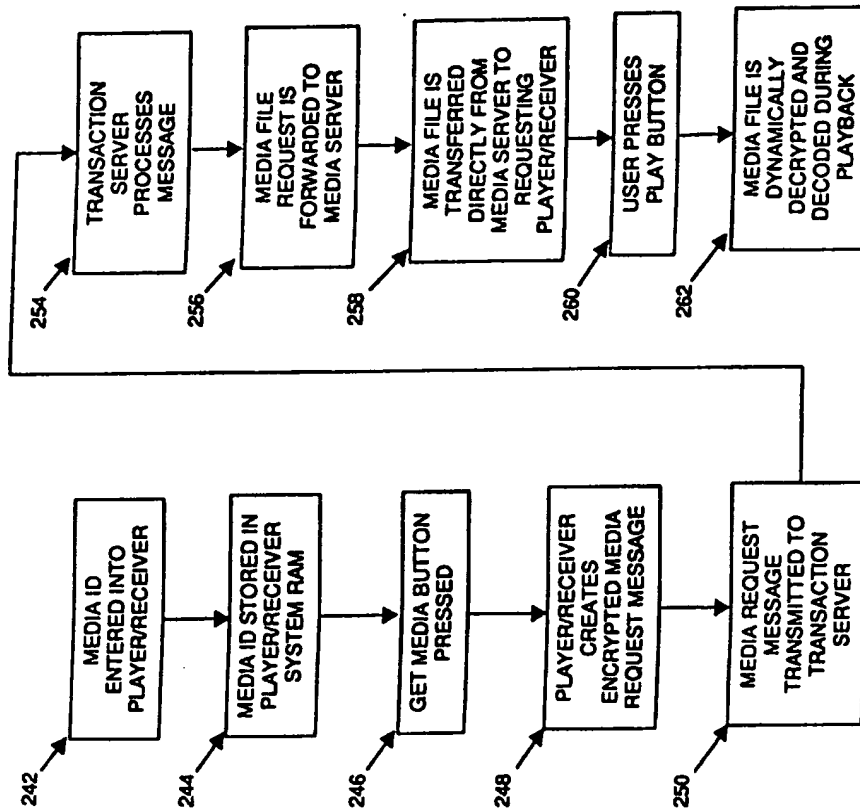 242
MEDIA ID
ENTERED INTO
PLAYER/RECEIVER
244
MEDIA ID STORED IN
PLAYER/RECEIVER
SYSTEM RAM
246
GET MEDIA BUTTON
PRESSED
248
PLAYER/RECEIVER
CREATES
ENCRYPTED MEDIA
REQUEST MESSAGE
250
MEDIA REQUEST
MESSAGE
TRANSMITTED TO
TRANSACTION
SERVER
254
TRANSACTION
SERVER
PROCESSES
MESSAGE
256
MEDIA FILE
REQUEST IS
FORWARDED TO
MEDIA SERVER
258
MEDIA FILE IS
TRANSFERRED
DIRECTLY FROM
MEDIA SERVER TO
REQUESTING
PLAYER/RECEIVER
260
USER PRESSES
PLAY BUTTON
262
MEDIA FILE IS
DYNAMICALLY
DECRYPTED AND
DECODED DURING
PLAYBACK